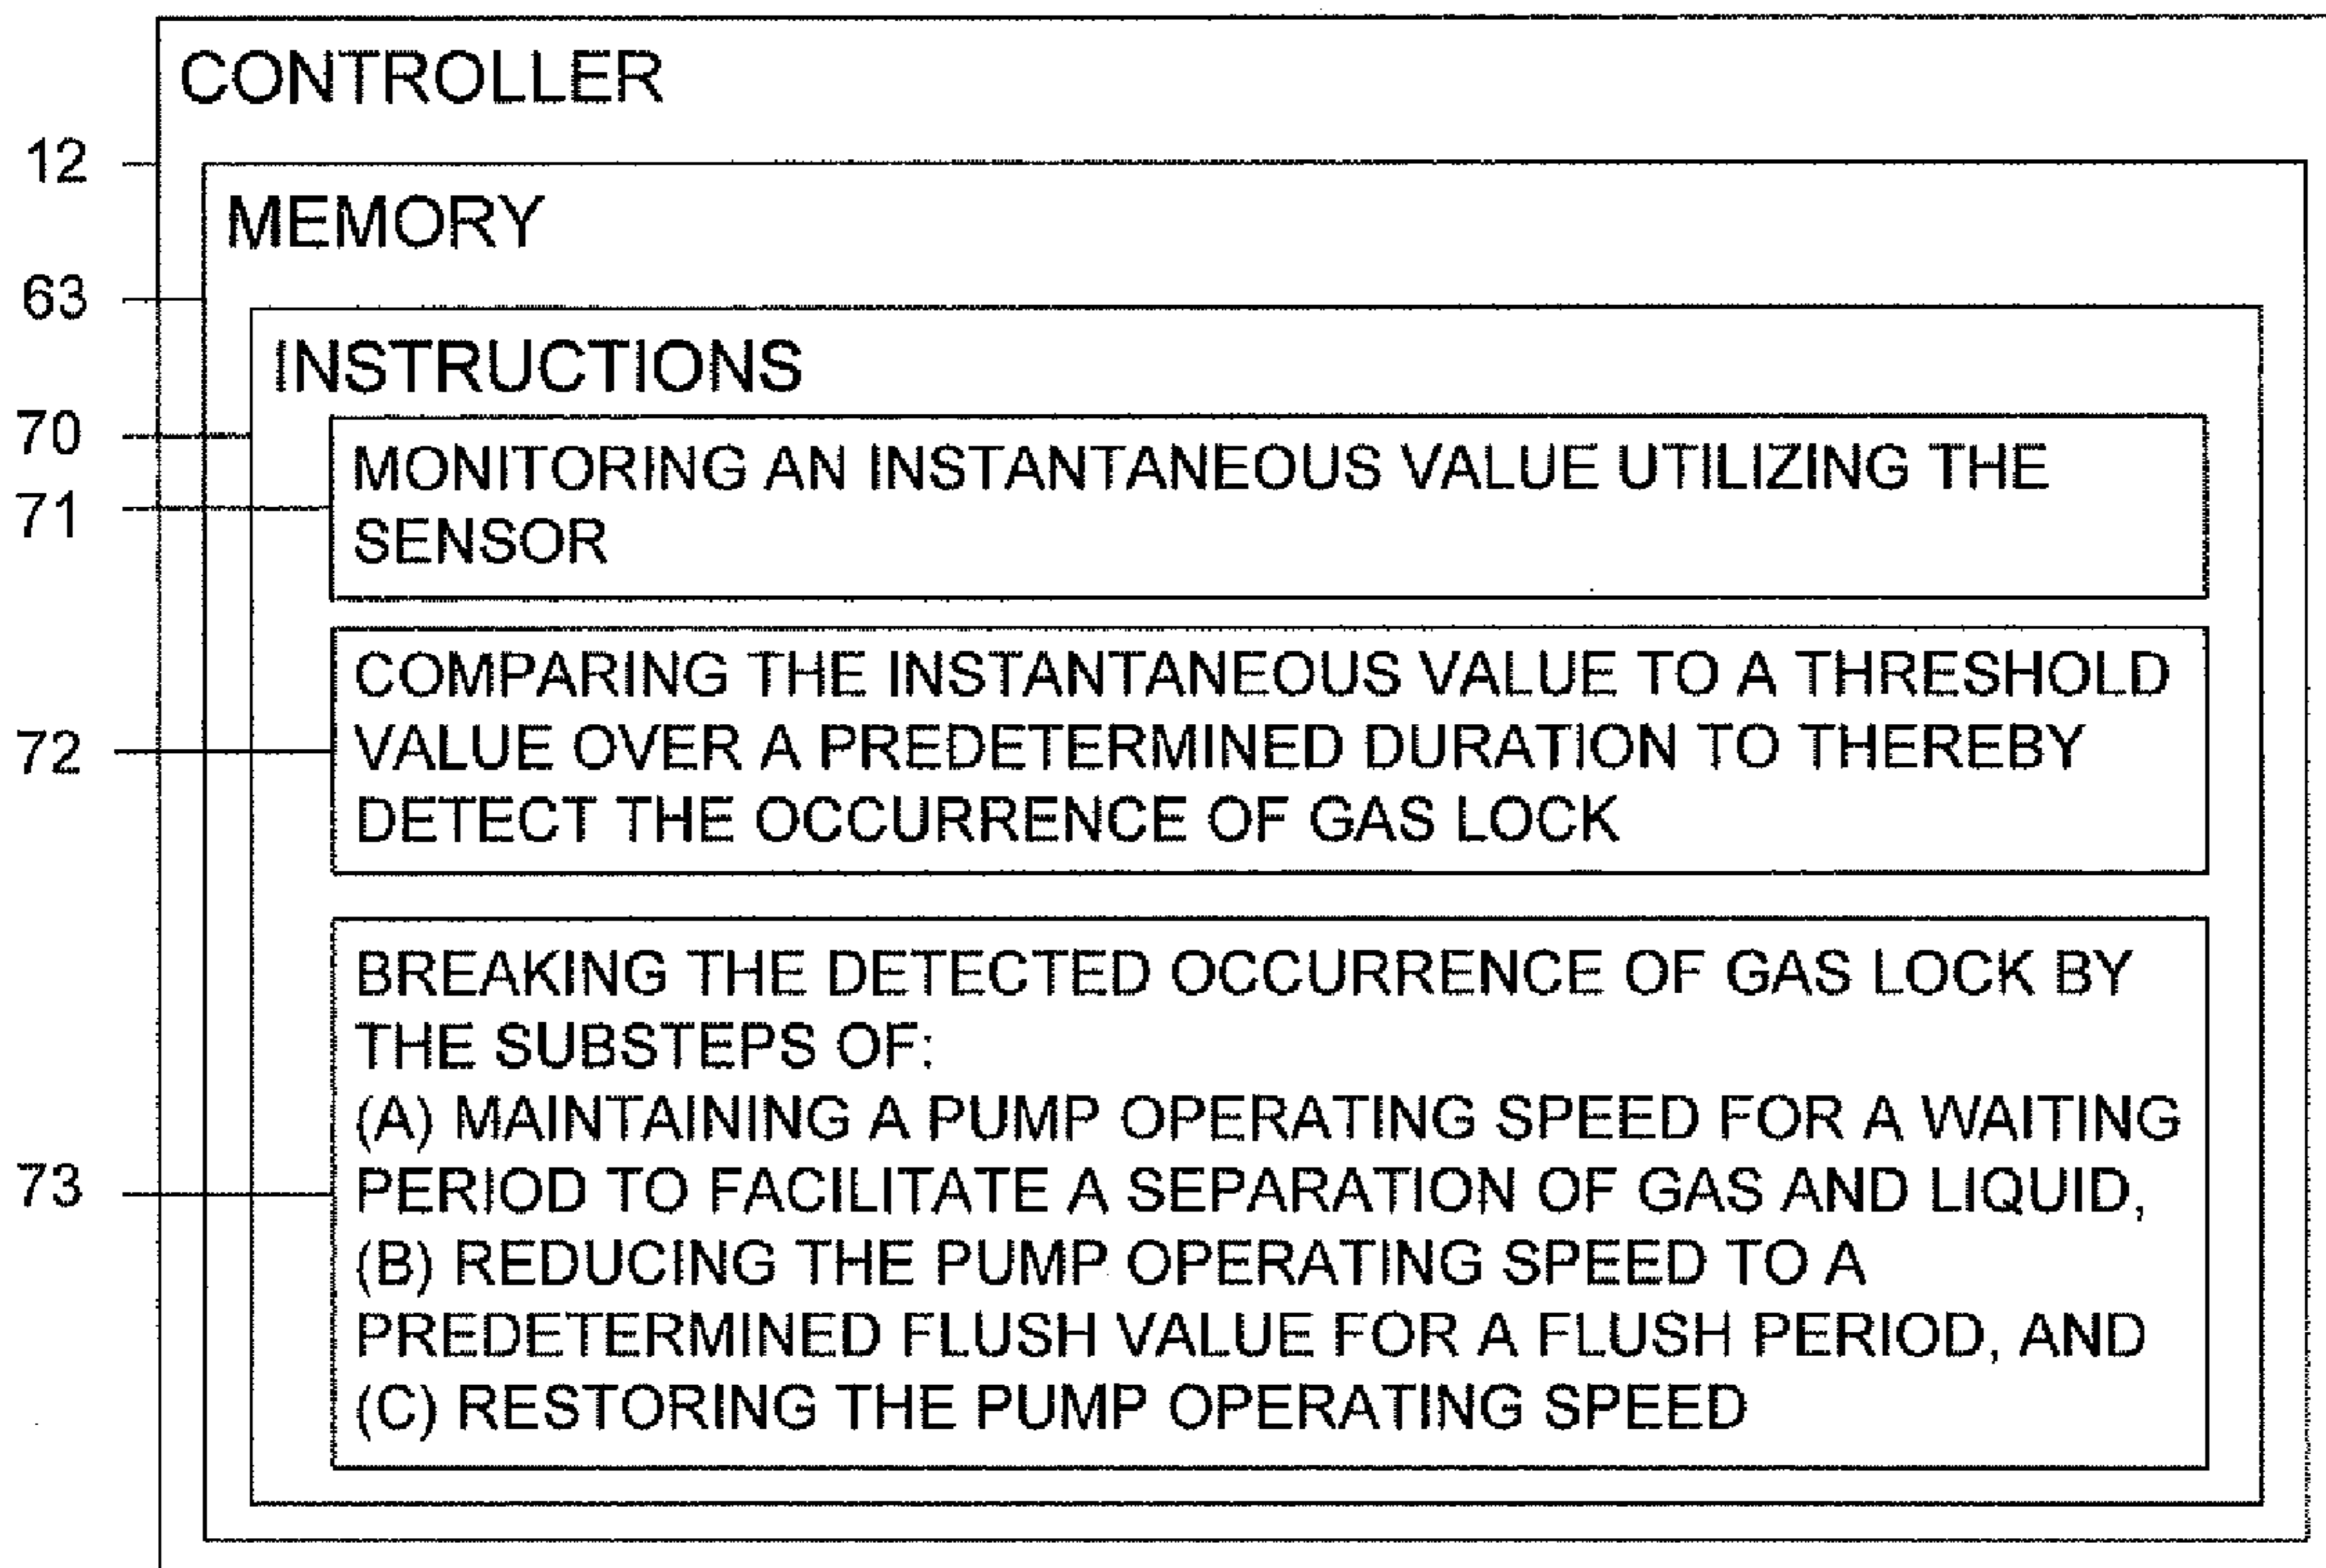 CONTROLLER
12
MEMORY
63
INSTRUCTIONS
70
MONITORING AN INSTANTANEOUS VALUE UTILIZING THE
71
SENSOR
COMPARING THE INSTANTANEOUS VALUE TO A THRESHOLD
72
VALUE OVER A PREDETERMINED DURATION TO THEREBY
DETECT THE OCCURRENCE OF GAS LOCK
BREAKING THE DETECTED OCCURRENCE OF GAS LOCK BY
THE SUBSTEPS OF:
(A) MAINTAINING A PUMP OPERATING SPEED FOR A WAITING
73
PERIOD TO FACILITATE A SEPARATION OF GAS AND LIQUID,
(B) REDUCING THE PUMP OPERATING SPEED TO A
PREDETERMINED FLUSH VALUE FOR A FLUSH PERIOD, AND
(C) RESTORING THE PUMP OPERATING SPEED